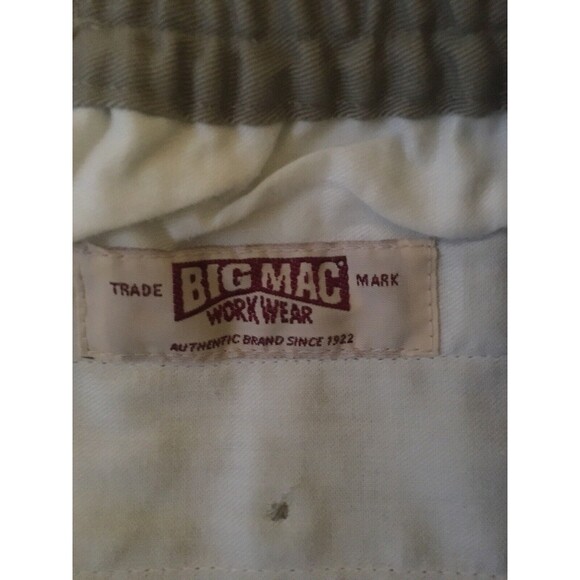 TRADE BIG MAC MARK
WORK WEAR
AUTHENTIC BRAND SINCE 1922